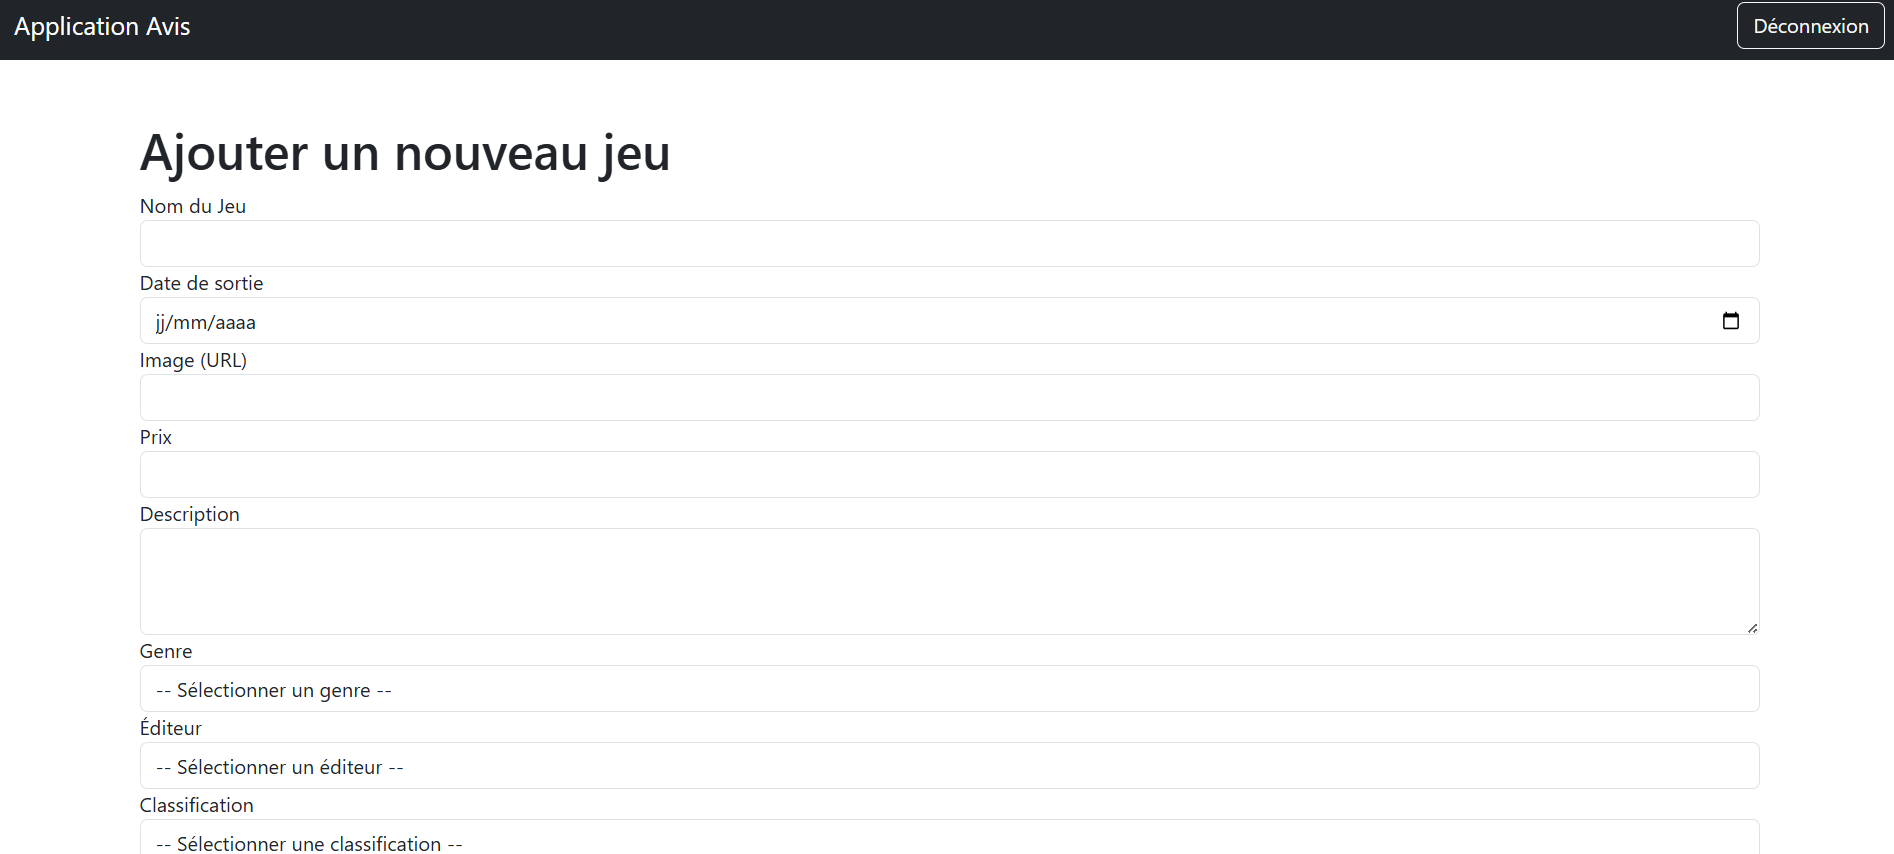 Application Avis
Déconnexion
Ajouter un nouveau jeu
Nom du Jeu
Date de sortie
jj/mm/aaaa
Image (URL)
Prix
Description
Genre
-- Sélectionner un genre --
Éditeur
-- Sélectionner un éditeur --
Classification
-- Sélectionner une classification --